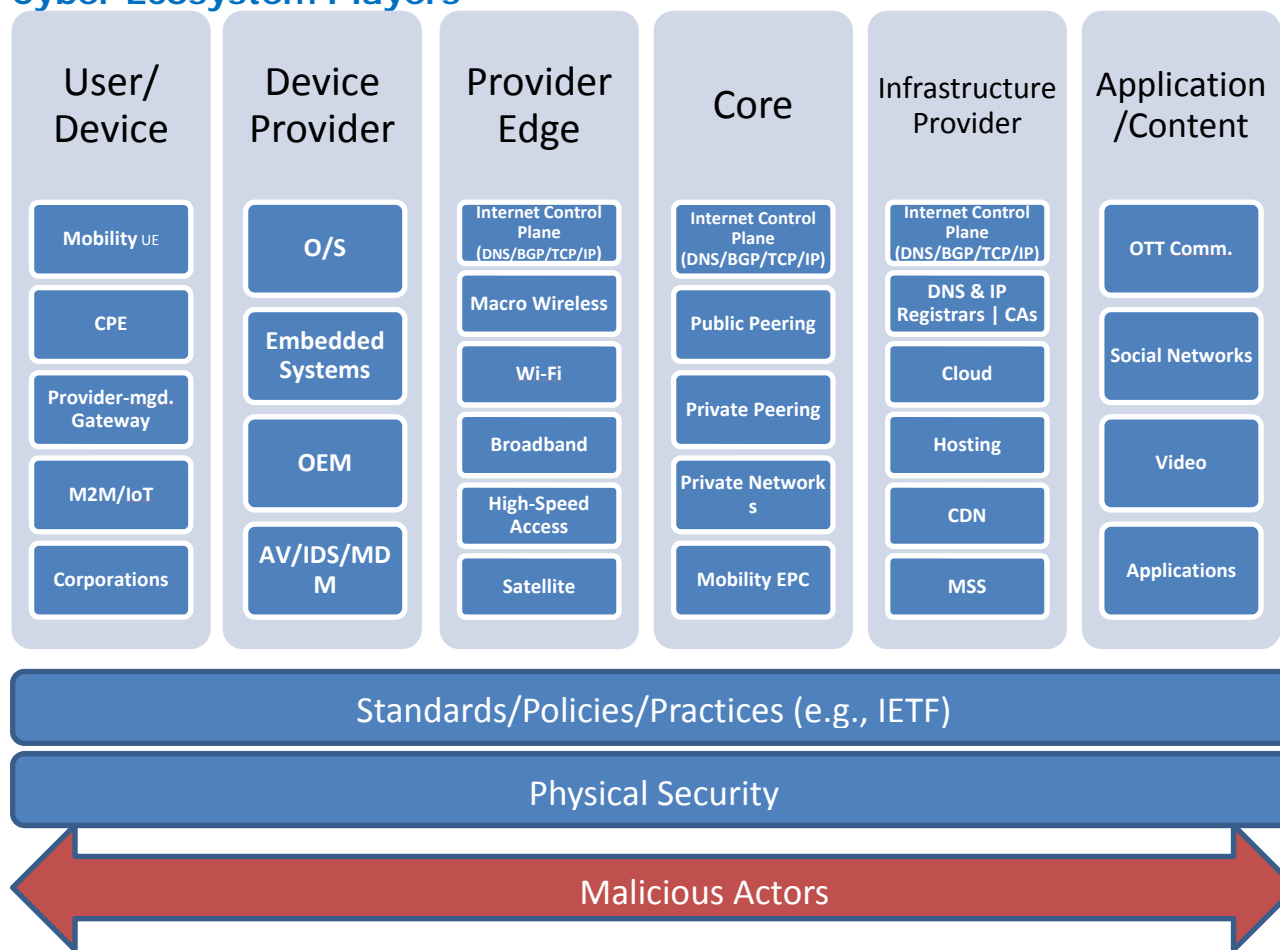 Cyber Ecosystem Players
User/
Device
Mobility UE
CPE
Provider-mgd.
Gateway
M2M/IoT
Corporations
Device
Provider
O/S
Embedded
Systems
OEM
AV/IDS/MD
M
Provider
Edge
Internet Control
Plane
(DNS/BGP/TCP/IP)
Macro Wireless
Wi-Fi
Broadband
High-Speed
Access
Satellite
Core
Internet Control
Plane
(DNS/BGP/TCP/IP)
Public Peering
Private Peering
Private Network
s
Mobility EPC
Infrastructure
Provider
Internet Control
Plane
(DNS/BGP/TCP/IP)
DNS & IP
Registrars | CAs
Cloud
Hosting
CDN
MSS
Application
/Content
OTT Comm.
Social Networks
Video
Applications
Standards/Policies/Practices (e.g., IETF)
Physical Security
Malicious Actors